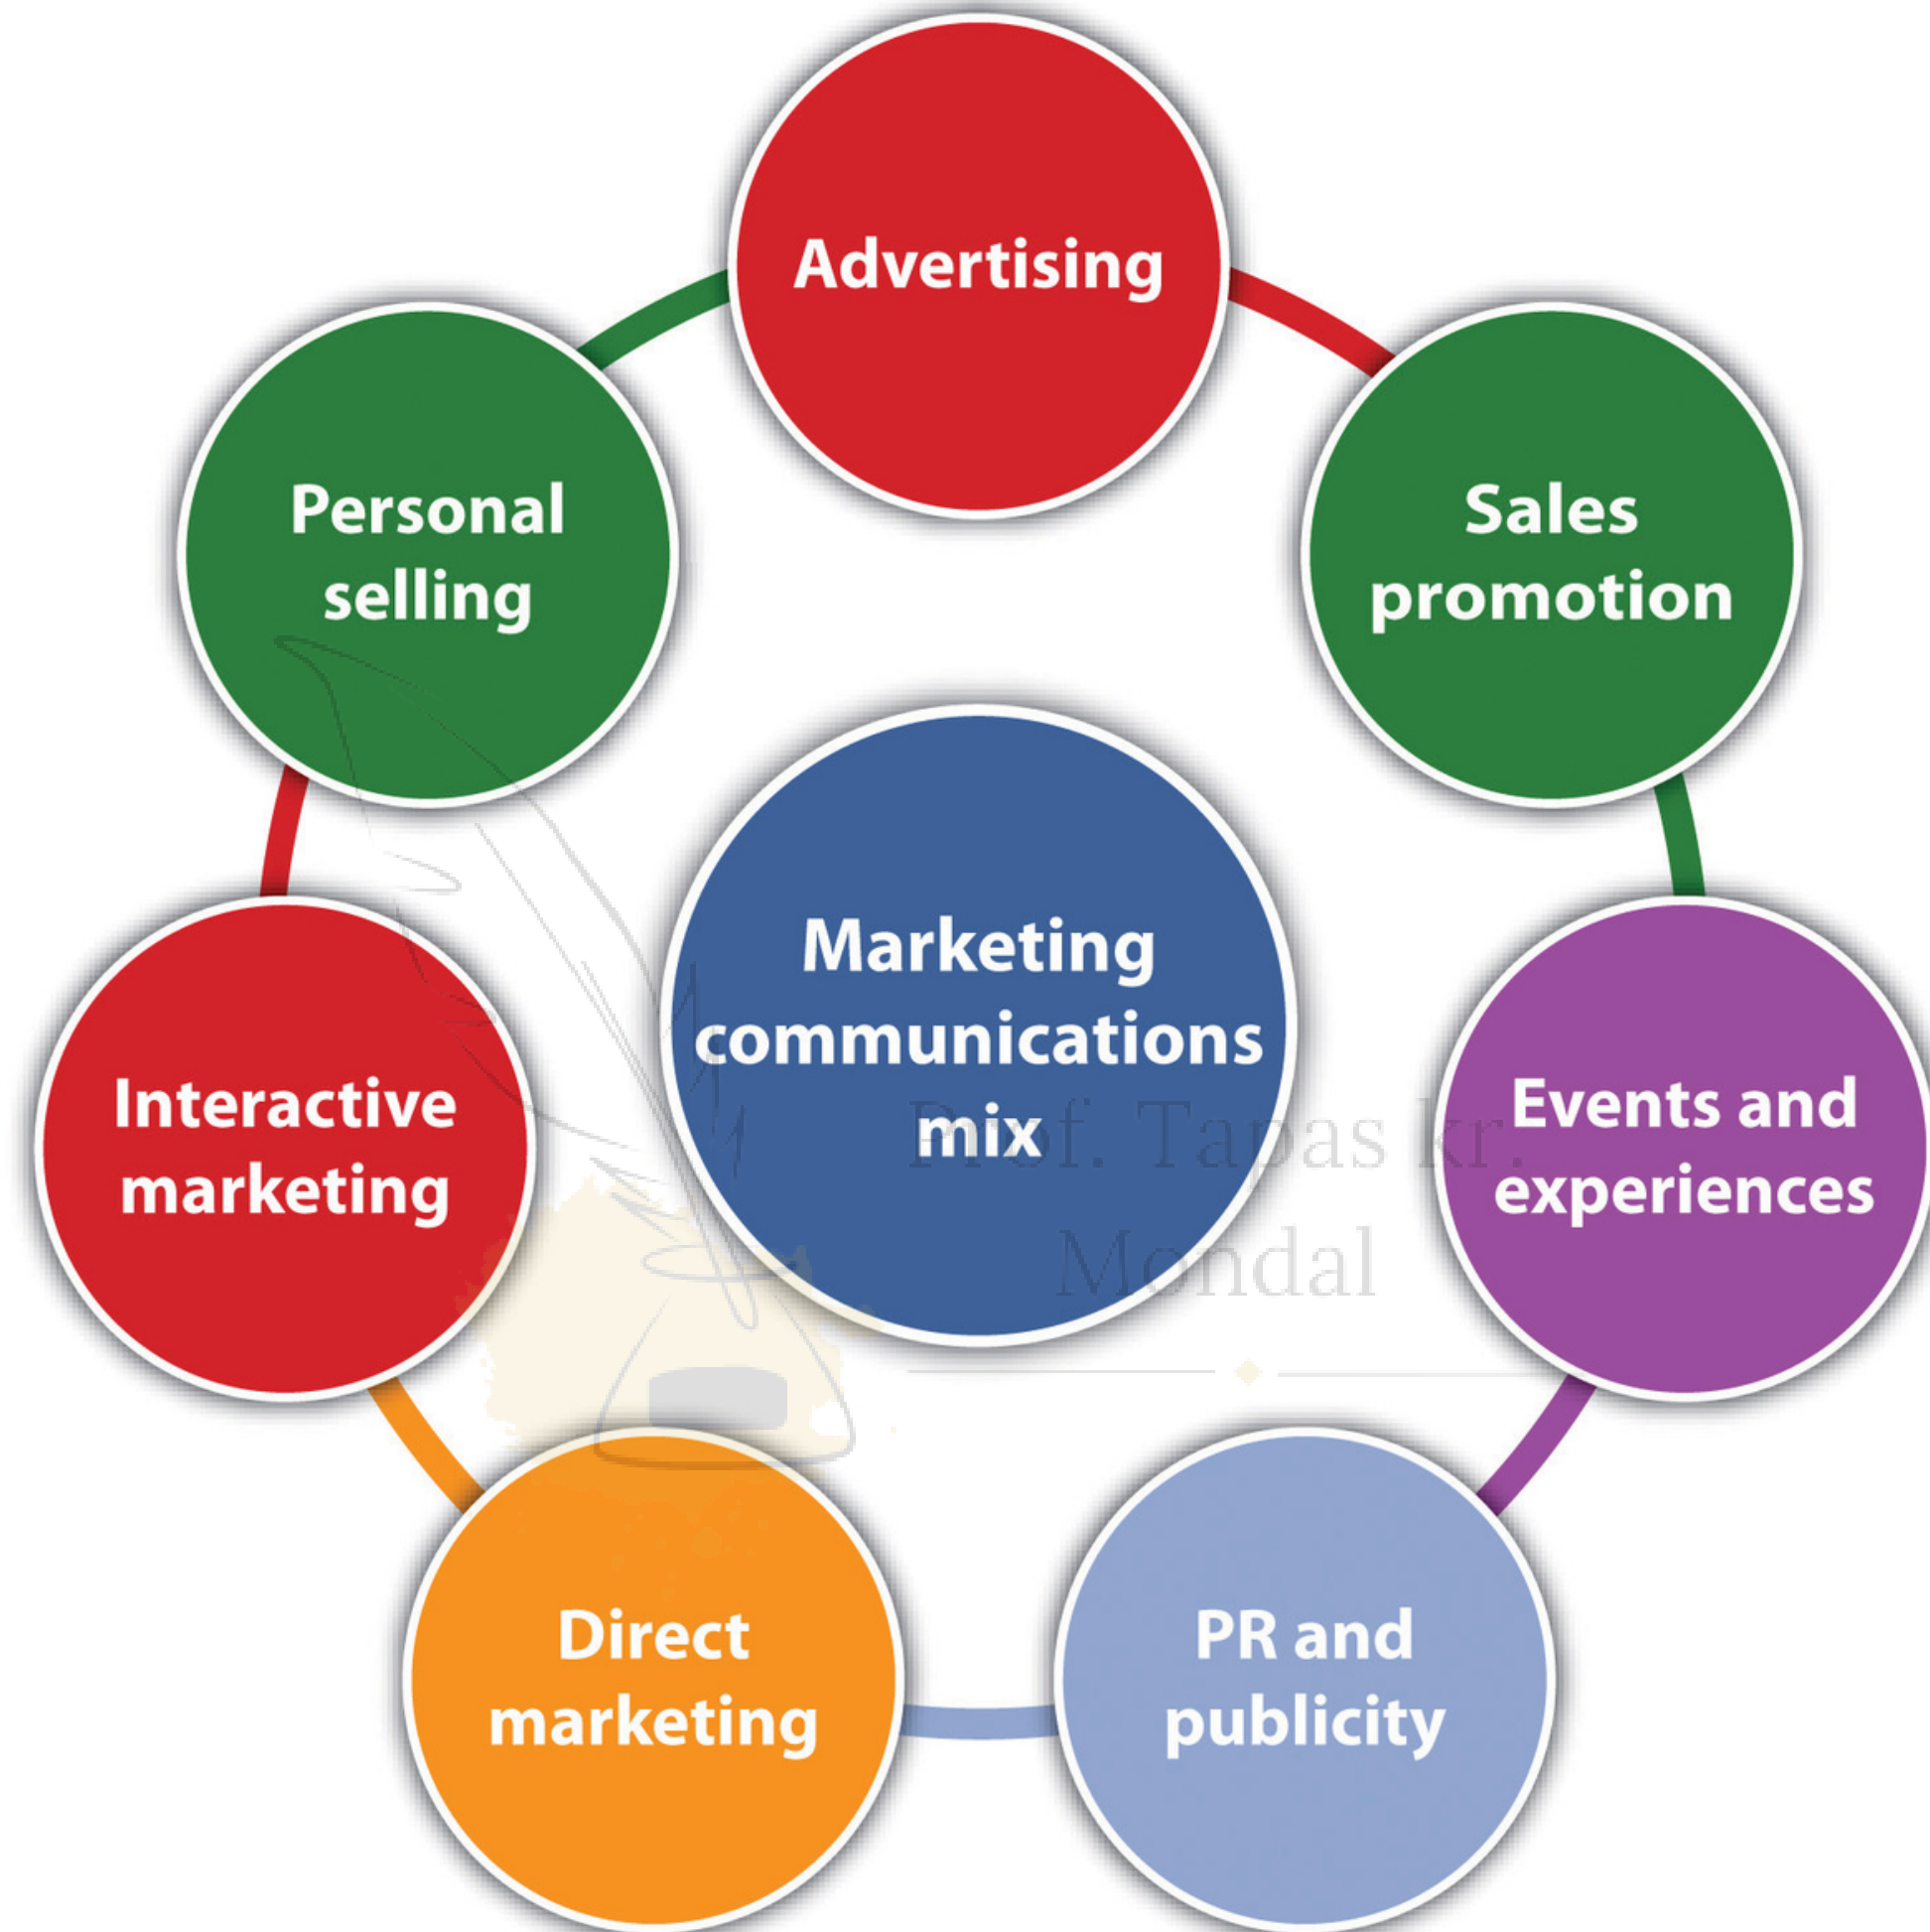 Advertising
Personal
selling
Sales
promotion
Marketing
communications
mix
Interactive
marketing
Events and
experiences
Prof. Tapas kr.
Mondal
Direct
marketing
PR and
publicity